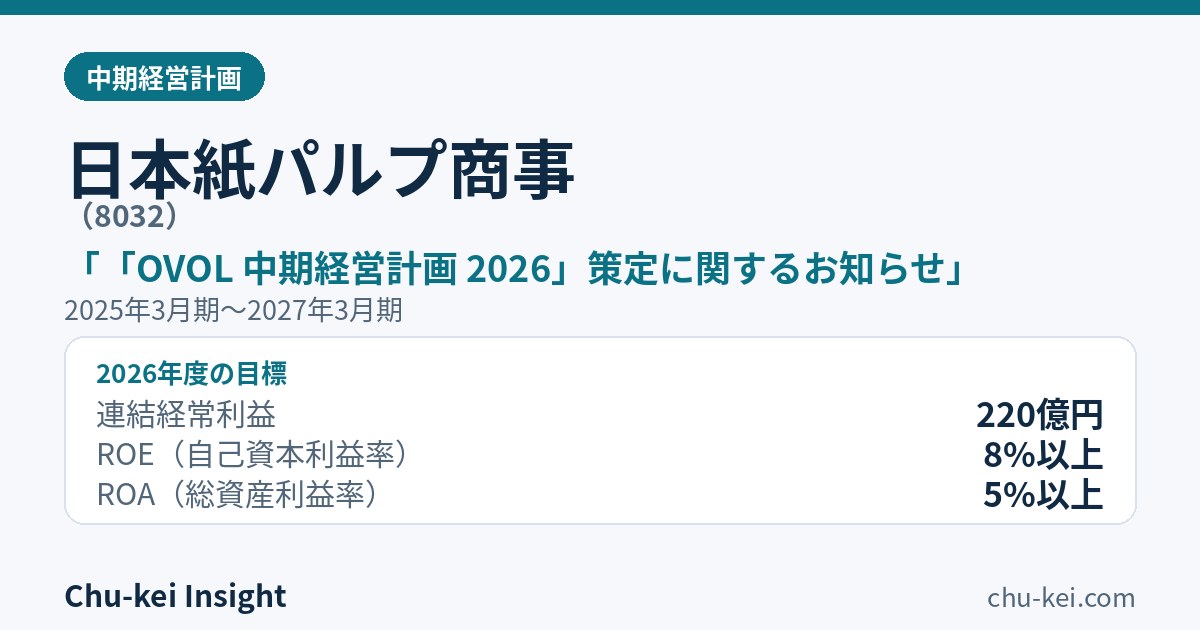 中期経営計画
日本紙パルプ商事
（8032）
「「OVOL 中期経営計画 2026」策定に関するお知らせ」
2025年3月期～2027年3月期
2026年度の目標
連結経常利益 220億円
ROE（自己資本利益率） 8%以上
ROA（総資産利益率） 5%以上
Chu-kei Insight chu-kei.com